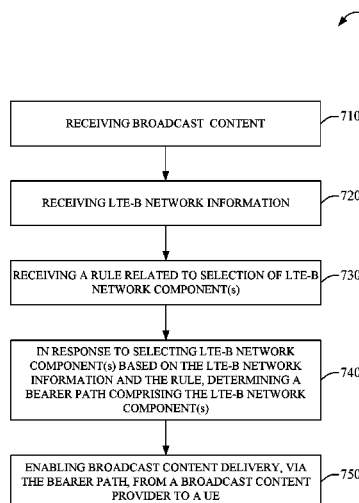 RECEIVING BROADCAST CONTENT
710
RECEIVING LTE-B NETWORK INFORMATION
720
RECEIVING A RULE RELATED TO SELECTION OF LTE-B
NETWORK COMPONENT(s)
730
IN RESPONSE TO SELECTING LTE-B NETWORK
COMPONENT(s) BASED ON THE LTE-B NETWORK
INFORMATION AND THE RULE, DETERMINING A
BEARER PATH COMPRISING THE LTE-B NETWORK
COMPONENT(s)
740
ENABLING BROADCAST CONTENT DELIVERY, VIA
THE BEARER PATH, FROM A BROADCAST CONTENT
PROVIDER TO A UE
750